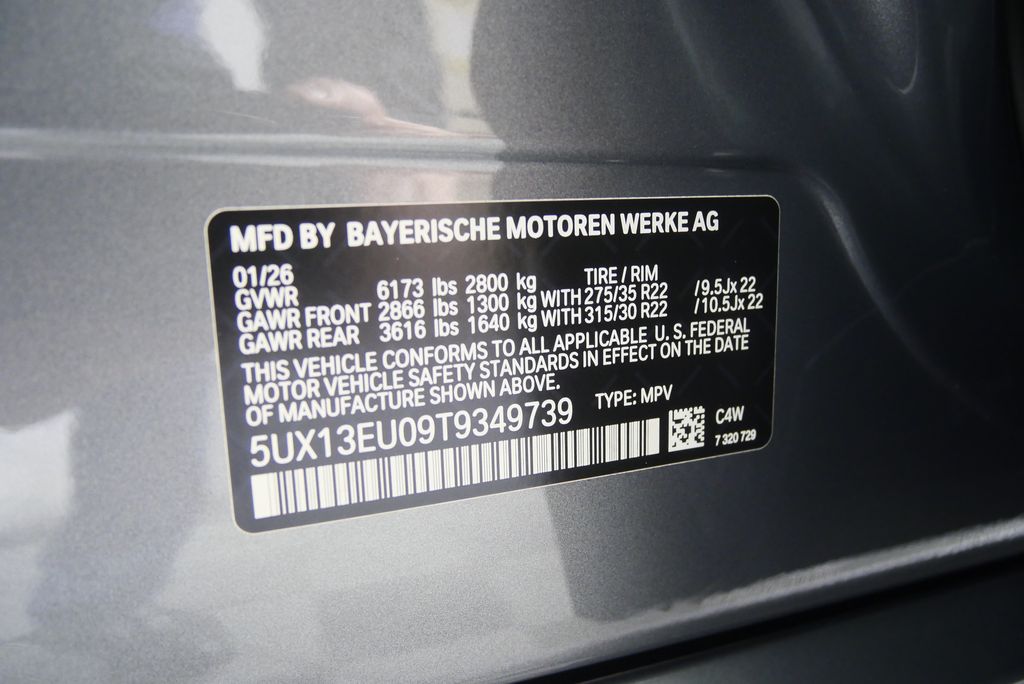 MFD BY BAYERISCHE MOTOREN WERKE AG
01/26 TIRE / RIM
GVWR 6173 lbs 2800 kg
GAWR FRONT 2866 lbs 1300 kg WITH 275/35 R22 /9.5Jx 22
GAWR REAR 3616 lbs 1640 kg WITH 315/30 R22 /10.5Jx 22
THIS VEHICLE CONFORMS TO ALL APPLICABLE U. S. FEDERAL
MOTOR VEHICLE SAFETY STANDARDS IN EFFECT ON THE DATE
OF MANUFACTURE SHOWN ABOVE.
TYPE: MPV
5UX13EU09T9349739
C4W
7 320 729